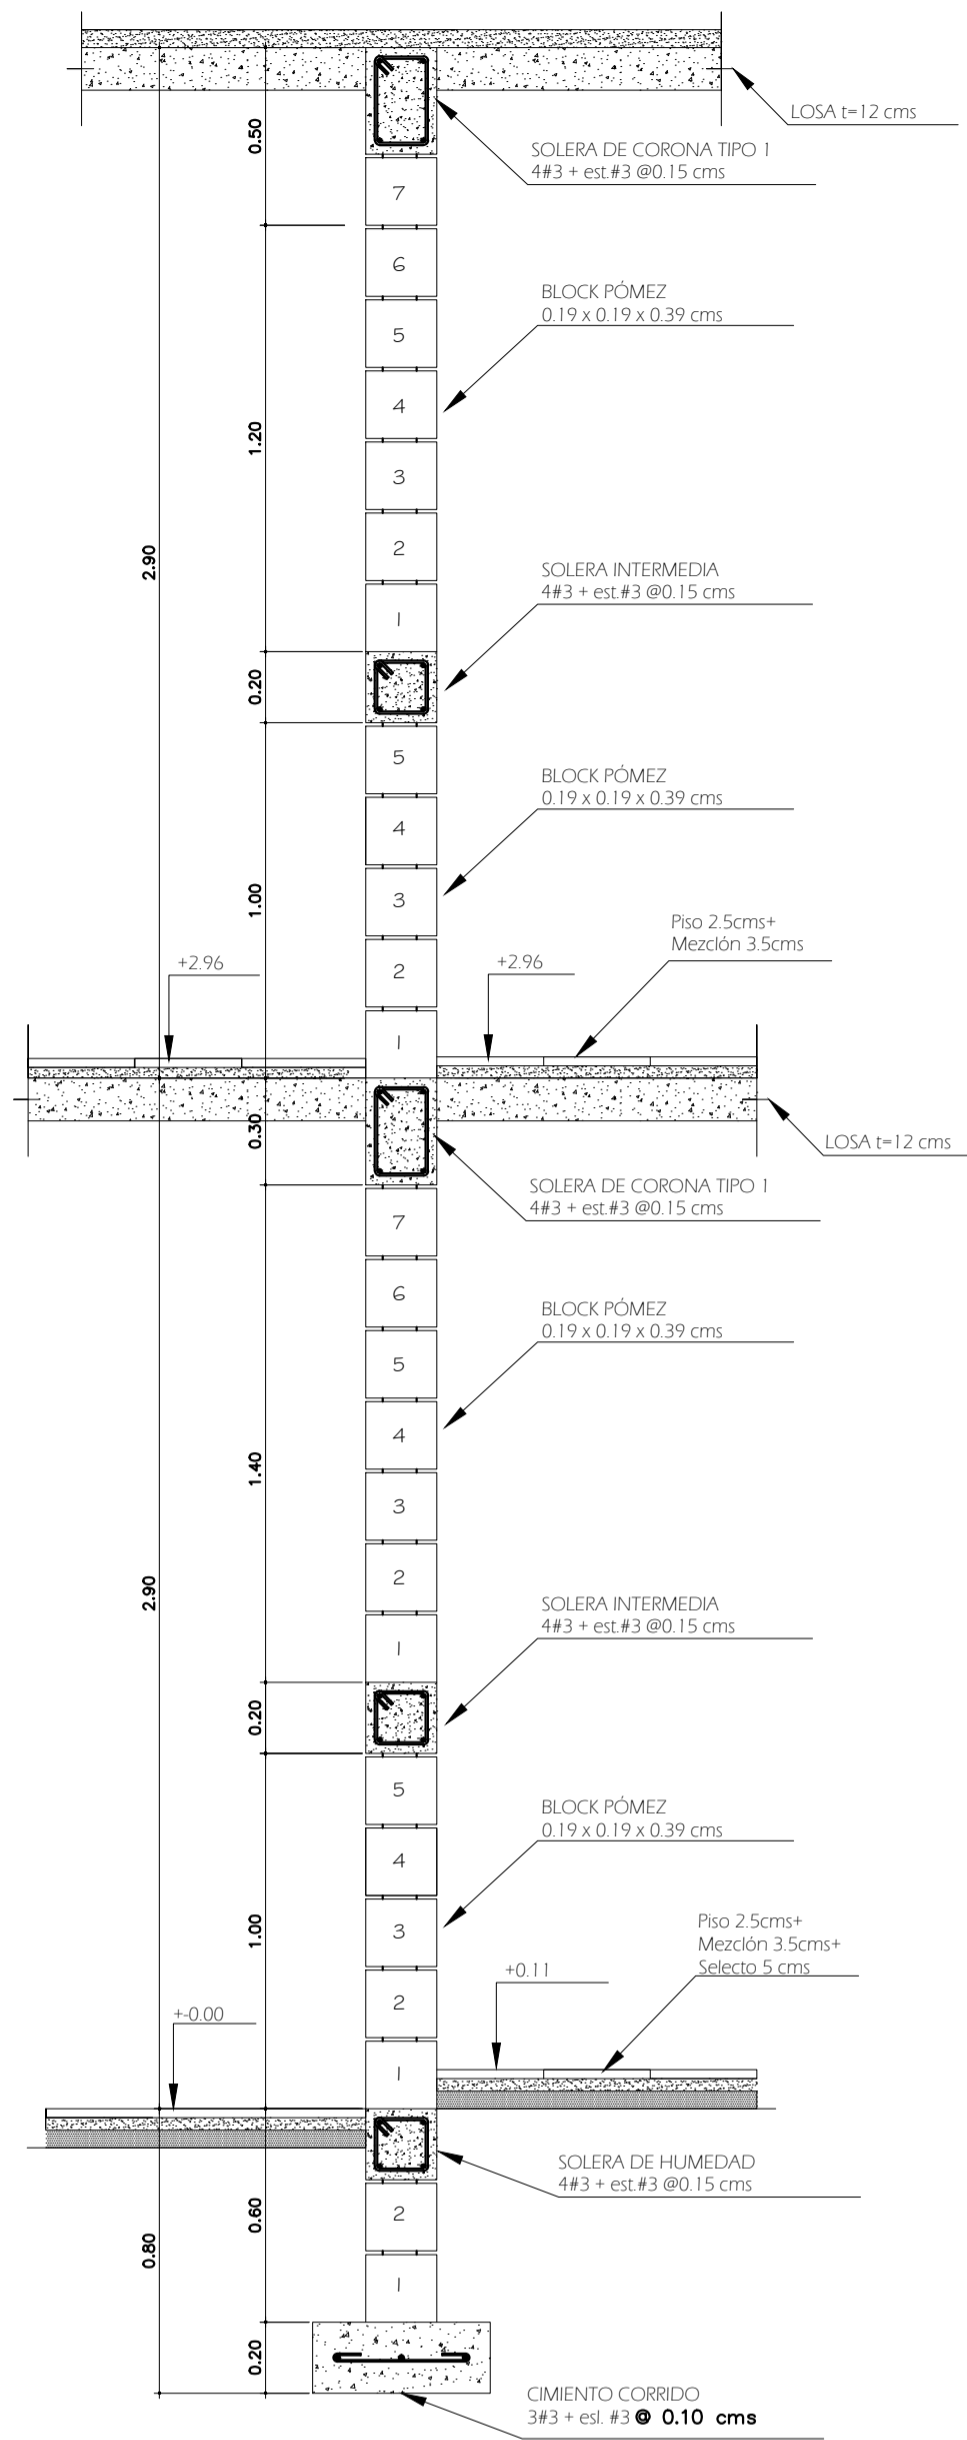 LOSA t=12 cms
0.50
SOLERA DE CORONA TIPO 1
4#3 + est.#3 @0.15 cms
7
6
BLOCK PÓMEZ
0.19 x 0.19 x 0.39 cms
5
4
1.20
3
2
2.90
SOLERA INTERMEDIA
4#3 + est.#3 @0.15 cms
1
0.20
5
BLOCK PÓMEZ
0.19 x 0.19 x 0.39 cms
4
3
1.00
Piso 2.5cms+
Mezclón 3.5cms
+2.96
+2.96
2
1
0.30
LOSA t=12 cms
SOLERA DE CORONA TIPO 1
4#3 + est.#3 @0.15 cms
7
6
BLOCK PÓMEZ
0.19 x 0.19 x 0.39 cms
5
4
1.40
3
2
2.90
SOLERA INTERMEDIA
4#3 + est.#3 @0.15 cms
1
0.20
5
BLOCK PÓMEZ
0.19 x 0.19 x 0.39 cms
4
3
1.00
Piso 2.5cms+
Mezclón 3.5cms+
Selecto 5 cms
+0.11
2
+-0.00
1
SOLERA DE HUMEDAD
4#3 + est.#3 @0.15 cms
2
0.60
0.80
1
0.20
CIMIENTO CORRIDO
3#3 + esl. #3 @ 0.10 cms